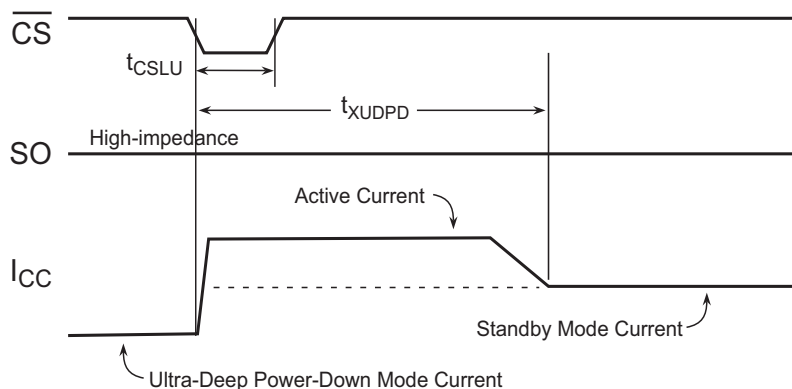 CS
tCSLU
tXUDPD
High-impedance
SO
Active Current
ICC
Standby Mode Current
Ultra-Deep Power-Down Mode Current